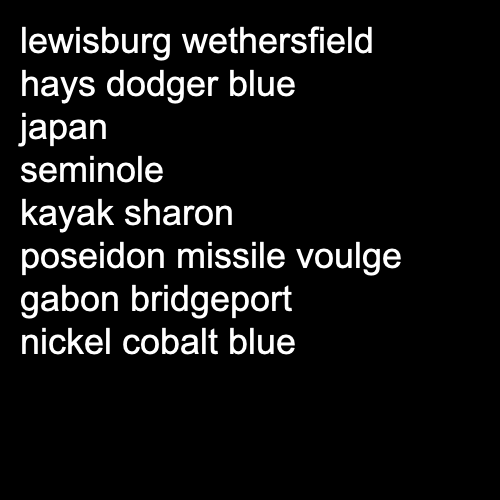 lewisburg wethersfield
hays dodger blue
japan
seminole
kayak sharon
poseidon missile voulge
gabon bridgeport
nickel cobalt blue